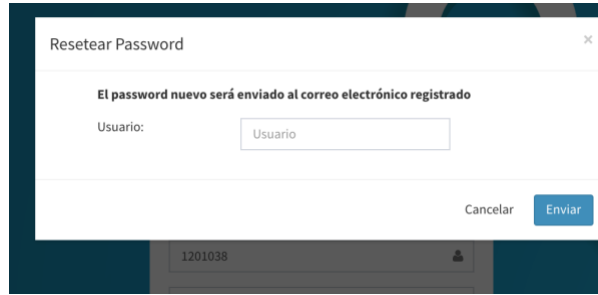 Resetear Password
×
El password nuevo será enviado al correo electrónico registrado
Usuario:
Usuario
Cancelar
Enviar
1201038